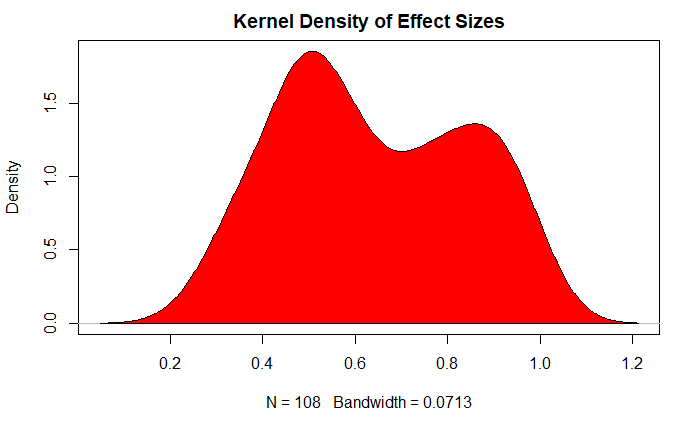 Kernel Density of Effect Sizes
Density
1.5
1.0
0.5
0.0
0.2 0.4 0.6 0.8 1.0 1.2
N = 108 Bandwidth = 0.0713